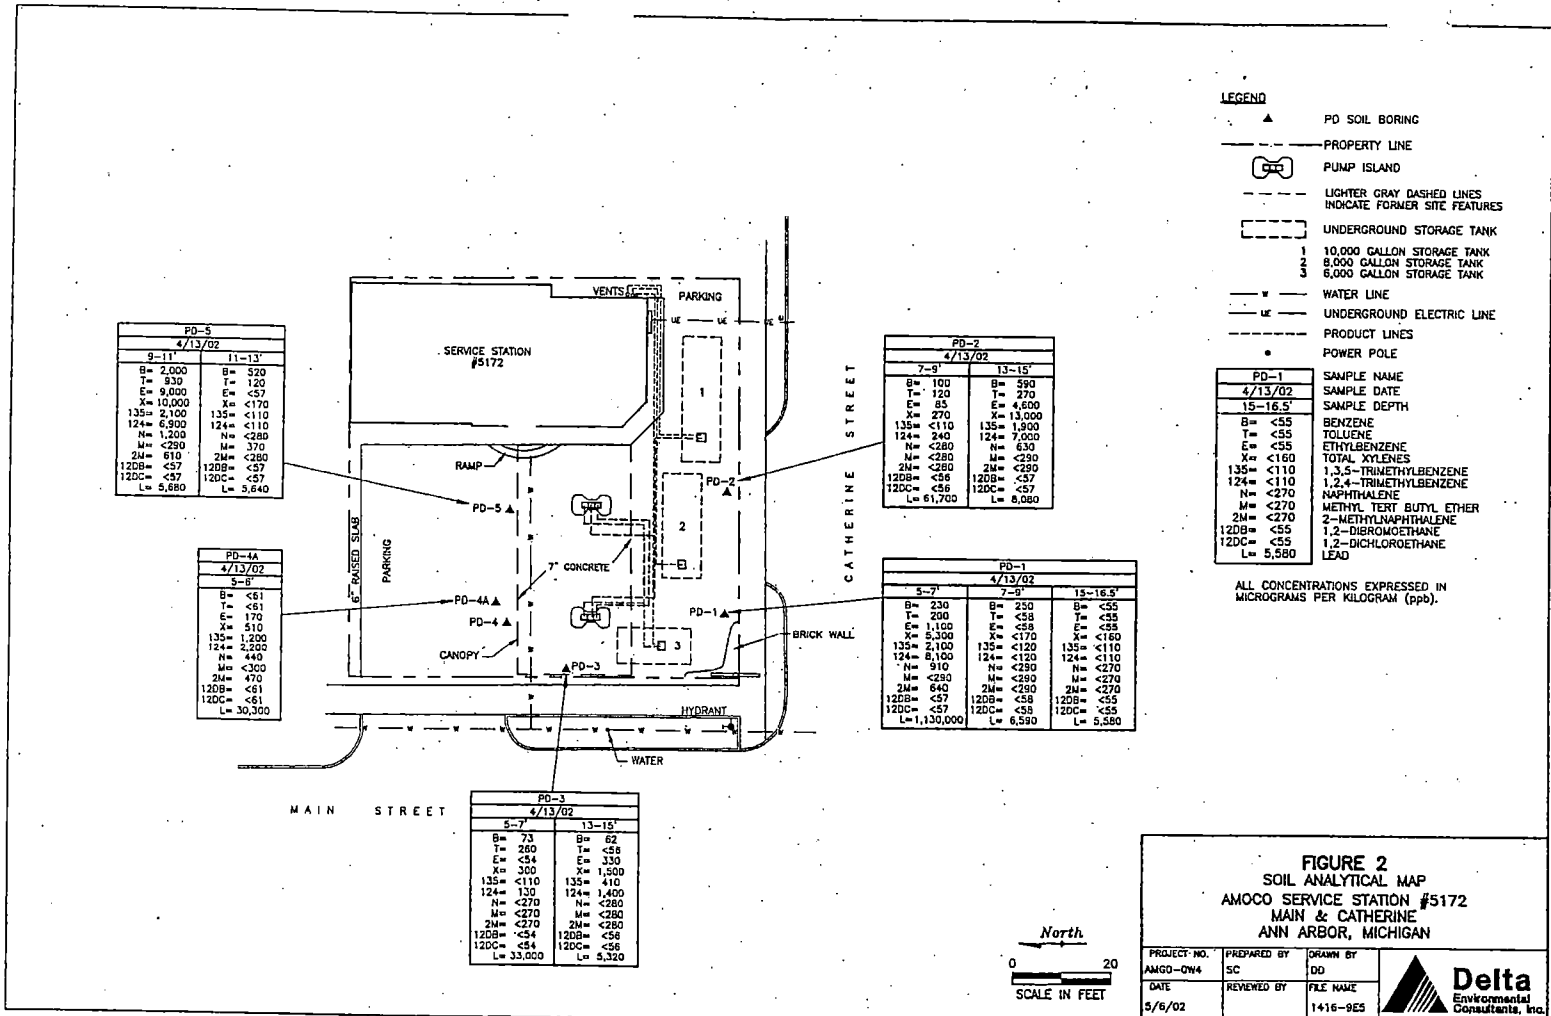 LEGEND
PD SOIL BORING
PROPERTY LINE
PUMP ISLAND
LIGHTER GRAY DASHED LINES
INDICATE FORMER SITE FEATURES
UNDERGROUND STORAGE TANK
1 10,000 GALLON STORAGE TANK
2 8,000 GALLON STORAGE TANK
3 6,000 GALLON STORAGE TANK
W WATER LINE
UE UNDERGROUND ELECTRIC LINE
PRODUCT LINES
POWER POLE
PD-1 SAMPLE NAME
4/13/02 SAMPLE DATE
15-16.5' SAMPLE DEPTH
B= <55 BENZENE
T= <55 TOLUENE
E= <55 ETHYLBENZENE
X= <160 TOTAL XYLENES
135= <110 1,3,5-TRIMETHYLBENZENE
124= <110 1,2,4-TRIMETHYLBENZENE
N= <270 NAPHTHALENE
M= <270 METHYL TERT BUTYL ETHER
2M= <270 2-METHYLNAPHTHALENE
12DB= <55 1,2-DIBROMOETHANE
12DC= <55 1,2-DICHLOROETHANE
L= 5,580 LEAD
ALL CONCENTRATIONS EXPRESSED IN
MICROGRAMS PER KILOGRAM (ppb).
VENTS
PARKING
UE UE UE UE
SERVICE STATION
#5172
1
RAMP
PD-5
PD-2
2
6" RAISED SLAB
PARKING
7" CONCRETE
PD-4A
PD-1
PD-4
BRICK WALL
CANOPY
3
PD-3
HYDRANT
WATER
CATHERINE STREET
MAIN STREET
PD-5
4/13/02
9-11' 11-13'
B= 2,000 B= 520
T= 930 T= 120
E= 9,000 E= <57
X= 10,000 X= <170
135= 2,100 135= <110
124= 6,900 124= <110
N= 1,200 N= <280
M= <290 M= 370
2M= 610 2M= <280
12DB= <57 12DB= <57
12DC= <57 12DC= <57
L= 5,680 L= 5,640
PD-2
4/13/02
7-9' 13-15'
B= 100 B= 590
T= 120 T= 270
E= 85 E= 4,600
X= 270 X= 13,000
135= <110 135= 1,900
124= 240 124= 7,000
N= <280 N= 630
M= <280 M= <290
2M= <280 2M= <290
12DB= <56 12DB= <57
12DC= <56 12DC= <57
L= 61,700 L= 8,080
PD-4A
4/13/02
5-6'
B= <61
T= <61
E= 170
X= 510
135= 1,200
124= 2,200
N= 440
M= <300
2M= 470
12DB= <61
12DC= <61
L= 30,300
PD-1
4/13/02
5-7' 7-9' 15-16.5'
B= 230 B= 250 B= <55
T= 200 T= <58 T= <55
E= 1,100 E= <58 E= <55
X= 5,300 X= <170 X= <160
135= 2,100 135= <120 135= <110
124= 8,100 124= <120 124= <110
N= 910 N= <290 N= <270
M= <290 M= <290 M= <270
2M= 640 2M= <290 2M= <270
12DB= <57 12DB= <58 12DB= <55
12DC= <57 12DC= <58 12DC= <55
L= 1,130,000 L= 6,590 L= 5,580
PD-3
4/13/02
5-7' 13-15'
B= 73 B= 62
T= 260 T= <56
E= <54 E= 330
X= 300 X= 1,500
135= <110 135= 410
124= 130 124= 1,400
N= <270 N= <280
M= <270 M= <280
2M= <270 2M= <280
12DB= <54 12DB= <56
12DC= <54 12DC= <56
L= 33,000 L= 5,320
North
0 20
SCALE IN FEET
FIGURE 2
SOIL ANALYTICAL MAP
AMOCO SERVICE STATION #5172
MAIN & CATHERINE
ANN ARBOR, MICHIGAN
PROJECT NO. PREPARED BY DRAWN BY
AMGO-0W4 SC DD
DATE REVIEWED BY FILE NAME
5/6/02 1416-9E5
Delta
Environmental
Consultants, Inc.